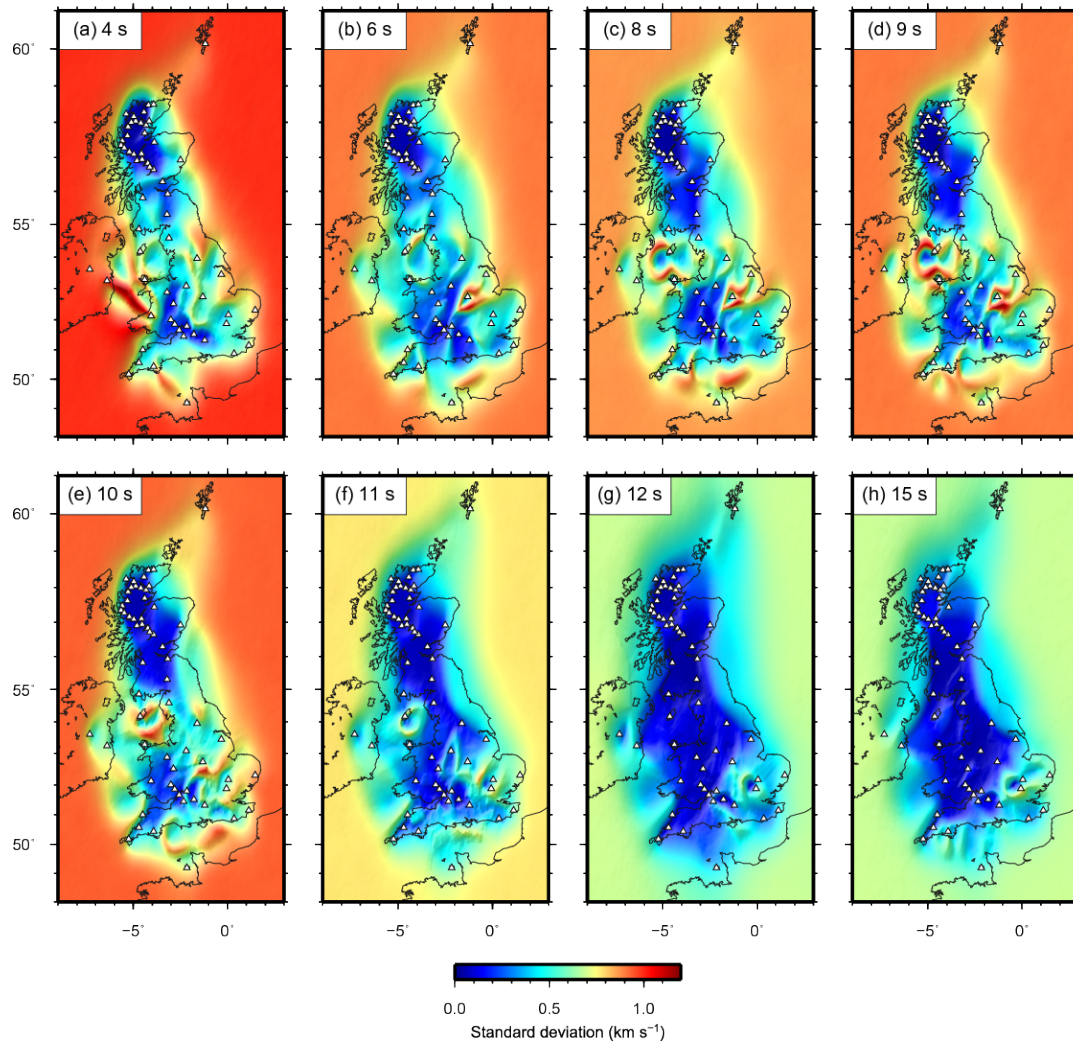 (a) 4 s
(b) 6 s
(c) 8 s
(d) 9 s
60°
55°
50°
(e) 10 s
(f) 11 s
(g) 12 s
(h) 15 s
60°
55°
50°
−5° 0° −5° 0° −5° 0° −5° 0°
0.0 0.5 1.0
Standard deviation (km s⁻¹)